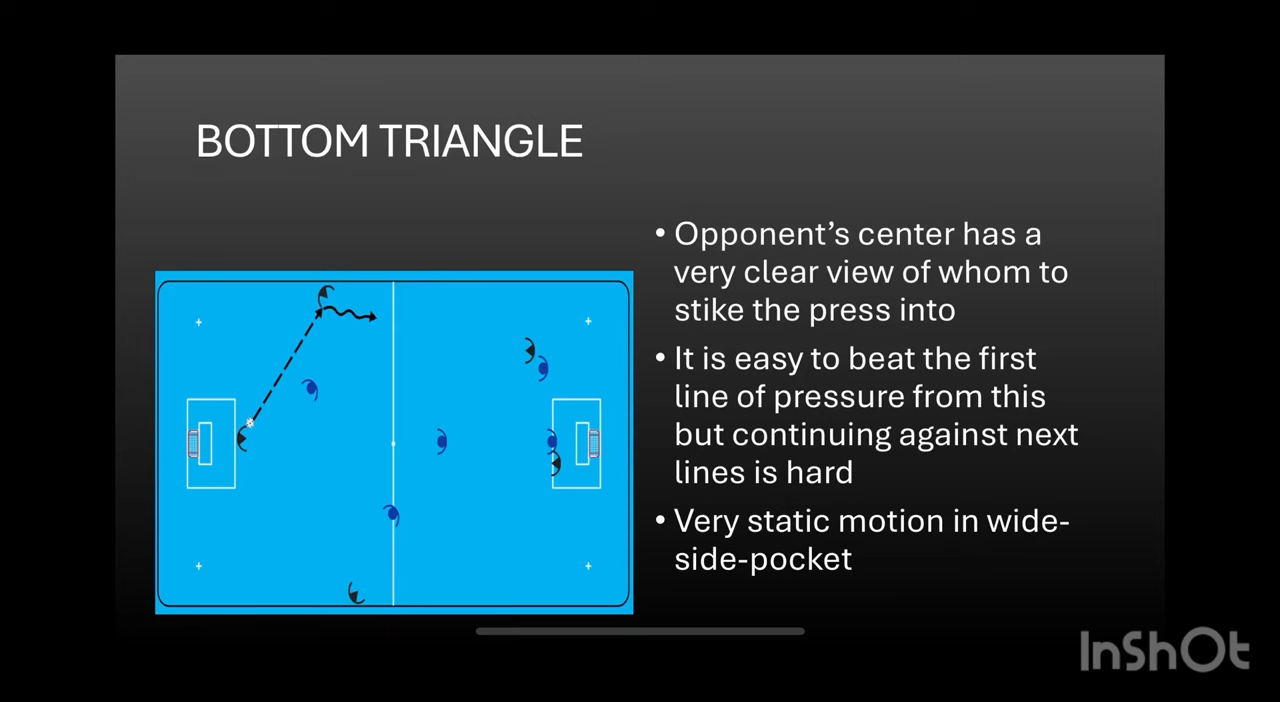 BOTTOM TRIANGLE
• Opponent’s center has a
very clear view of whom to
stike the press into
• It is easy to beat the first
line of pressure from this
but continuing against next
lines is hard
• Very static motion in wide-
side-pocket
InShOt